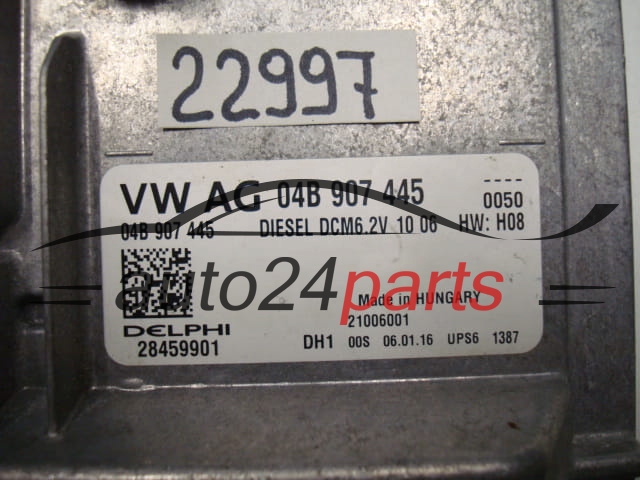 22997
VW AG 04B 907 445
0050
04B 907 445 DIESEL DCM6.2V 10 06 HW: H08
auto24parts
Made in HUNGARY
21006001
DELPHI
28459901
DH1 00S 06.01.16 UPS6 1387